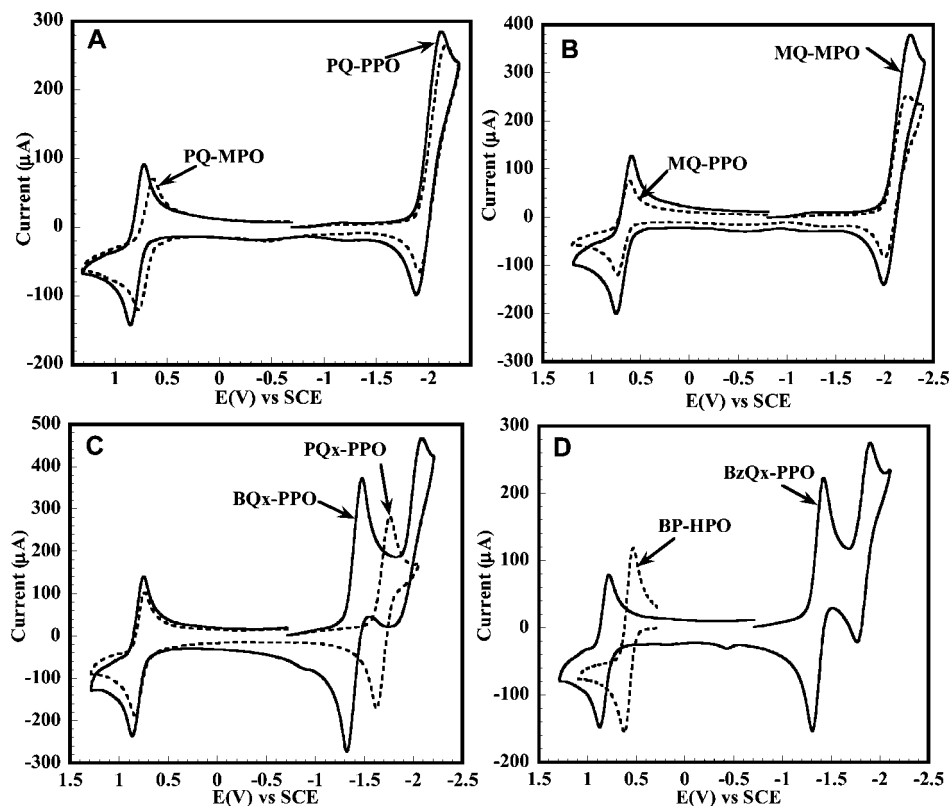 A
300
200
100
0
-100
-200
Current (µA)
PQ-PPO
PQ-MPO
1 0.5 0 -0.5 -1 -1.5 -2
E(V) vs SCE
B
400
300
200
100
0
-100
-200
-300
Current (µA)
MQ-MPO
MQ-PPO
1.5 1 0.5 0 -0.5 -1 -1.5 -2 -2.5
E(V) vs SCE
C
500
400
300
200
100
0
-100
-200
-300
Current (µA)
PQx-PPO
BQx-PPO
1.5 1 0.5 0 -0.5 -1 -1.5 -2 -2.5
E(V) vs SCE
D
300
200
100
0
-100
-200
Current (µA)
BzQx-PPO
BP-HPO
1.5 1 0.5 0 -0.5 -1 -1.5 -2 -2.5
E(V) vs SCE